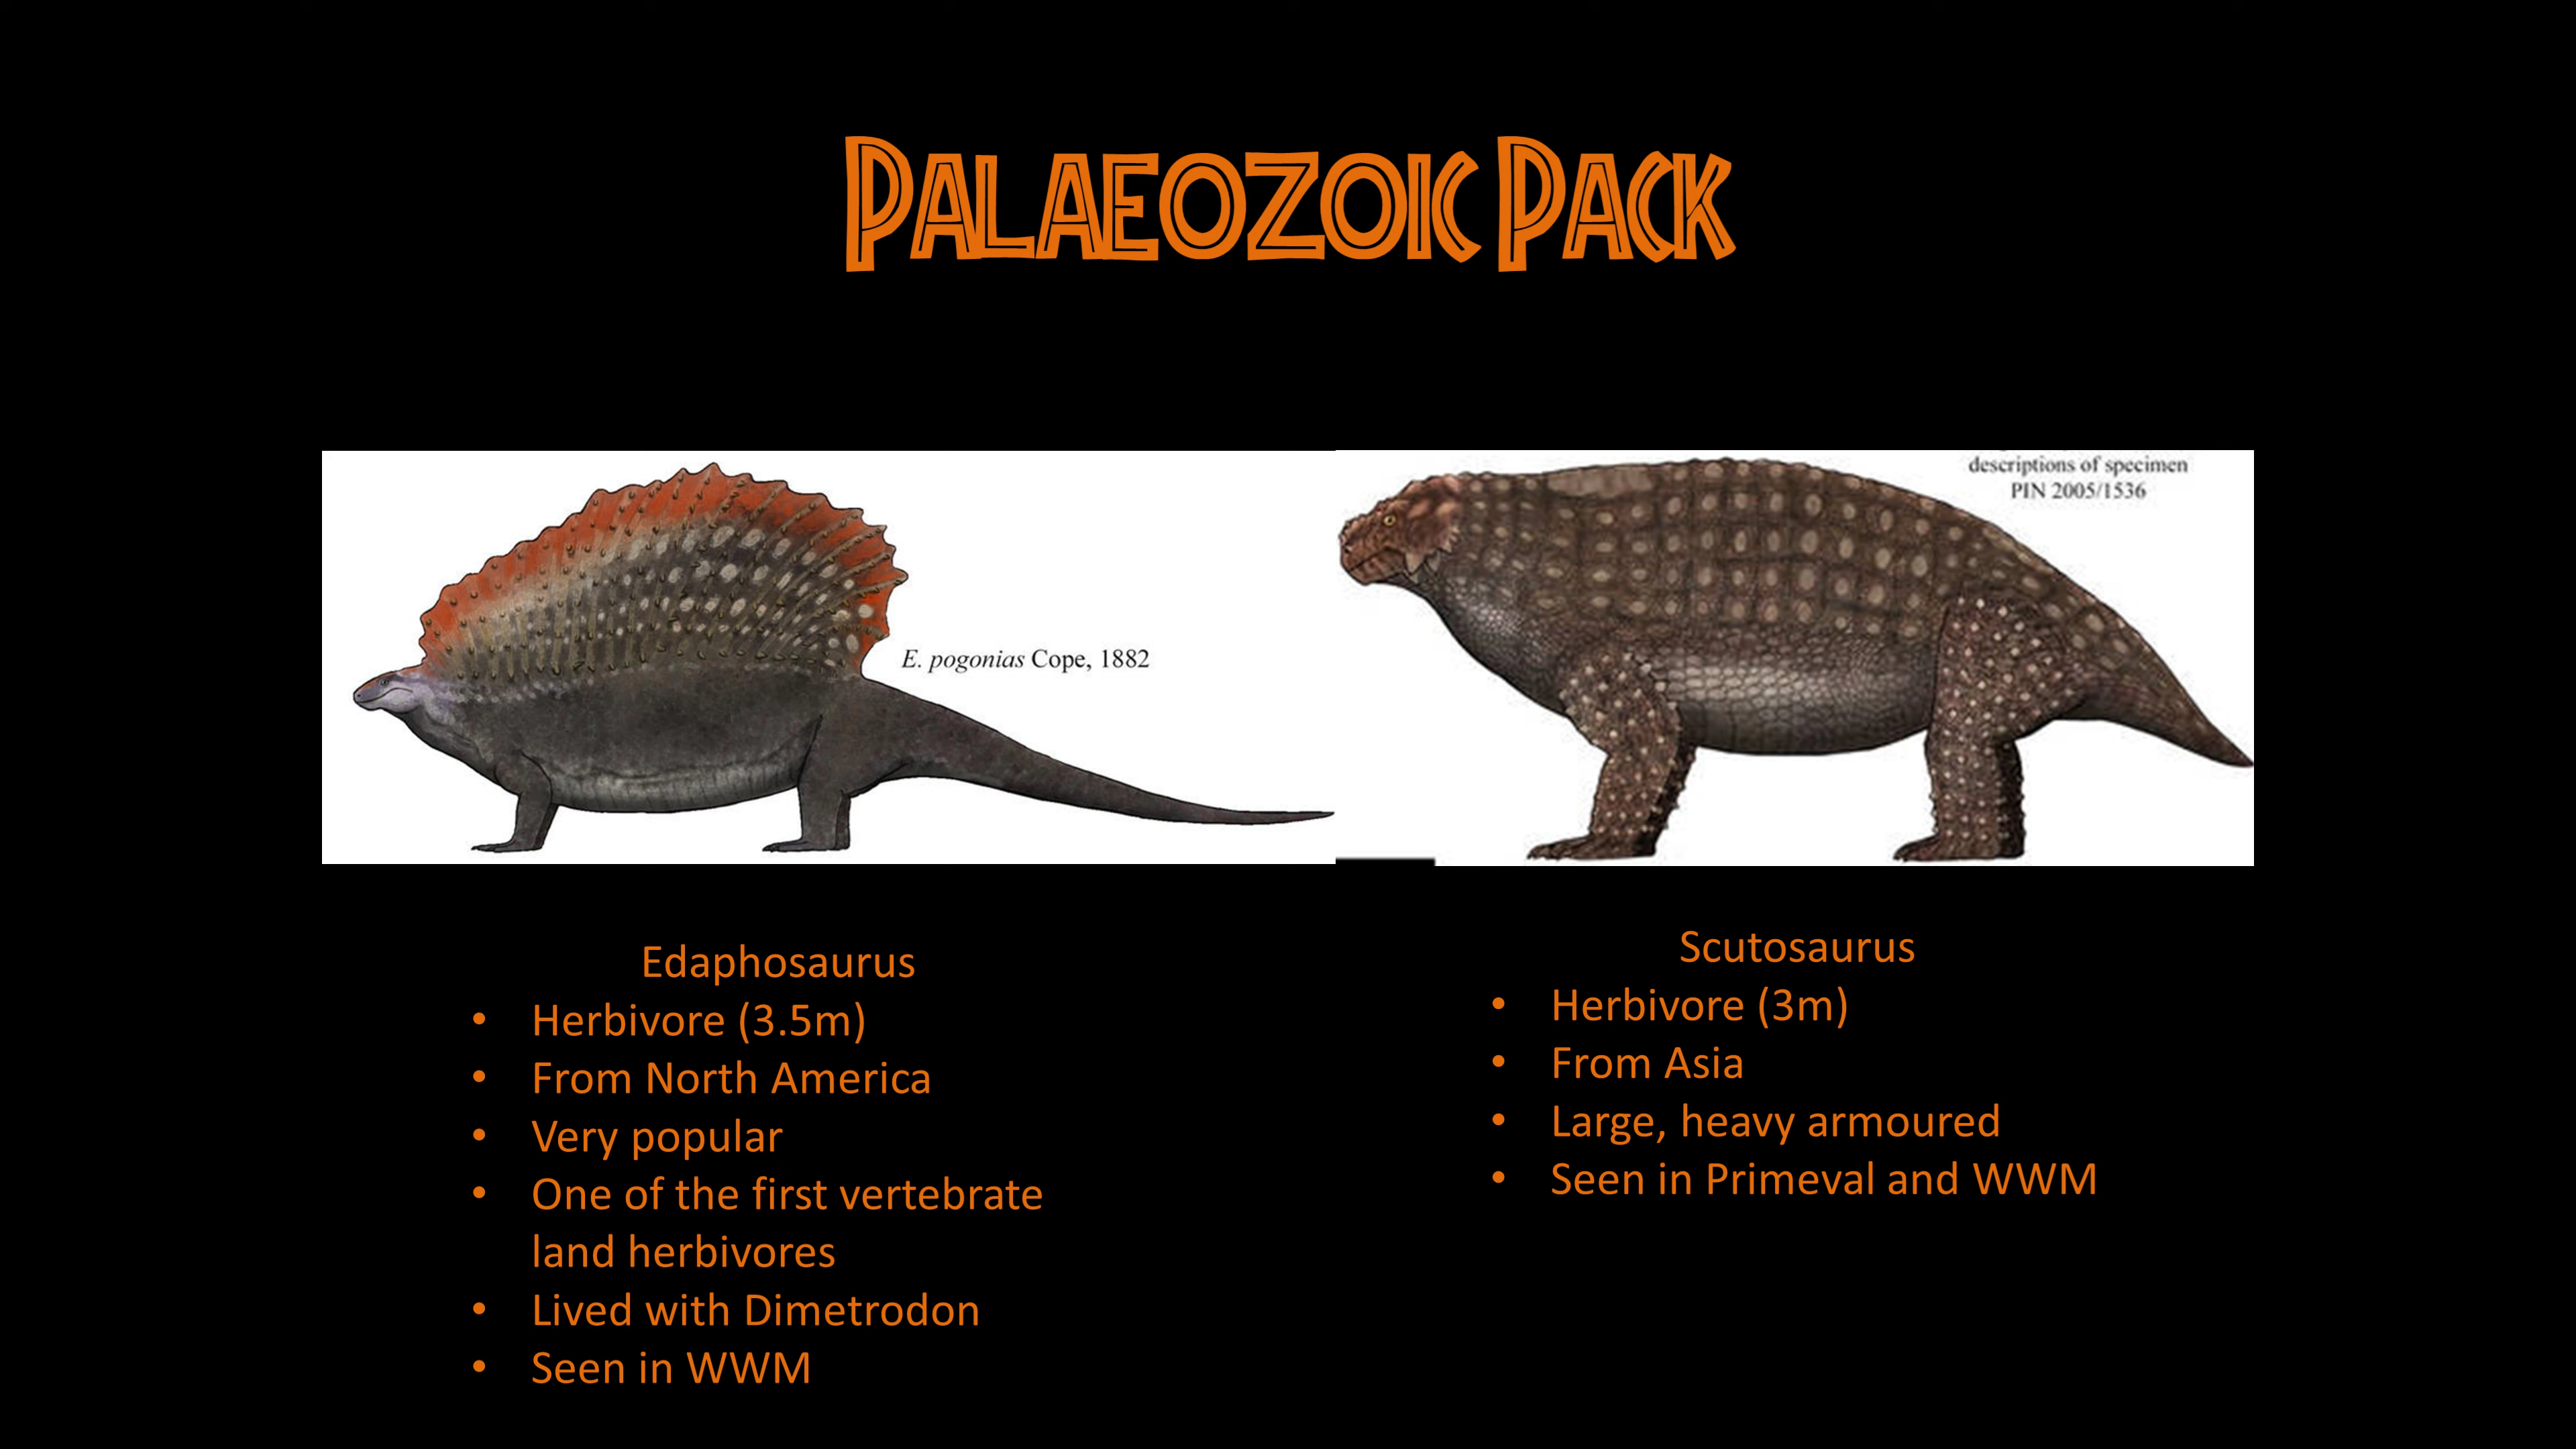 Palaeozoic Pack
E. pogonias Cope, 1882
descriptions of specimen
PIN 2005/1536
Edaphosaurus
• Herbivore (3.5m)
• From North America
• Very popular
• One of the first vertebrate
land herbivores
• Lived with Dimetrodon
• Seen in WWM
Scutosaurus
• Herbivore (3m)
• From Asia
• Large, heavy armoured
• Seen in Primeval and WWM